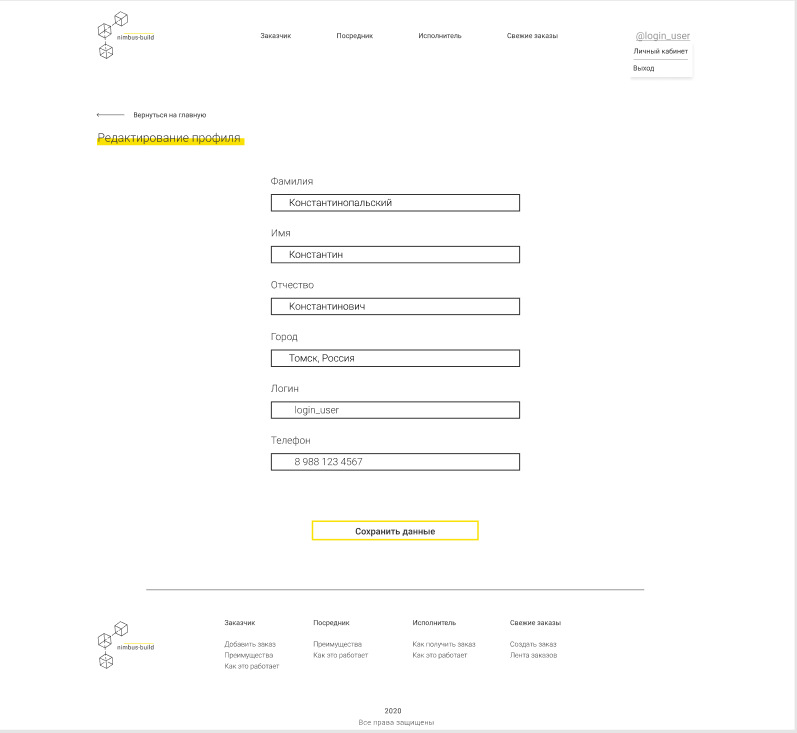 nimbus-build
Заказчик
Посредник
Исполнитель
Свежие заказы
@login_user
Личный кабинет
Выход
Вернуться на главную
Редактирование профиля
Фамилия
Константинопальский
Имя
Константин
Отчество
Константинович
Город
Томск, Россия
Логин
login_user
Телефон
8 988 123 4567
Сохранить данные
nimbus-build
Заказчик
Добавить заказ
Преимущества
Как это работает
Посредник
Преимущества
Как это работает
Исполнитель
Как получить заказ
Как это работает
Свежие заказы
Создать заказ
Лента заказов
2020
Все права защищены